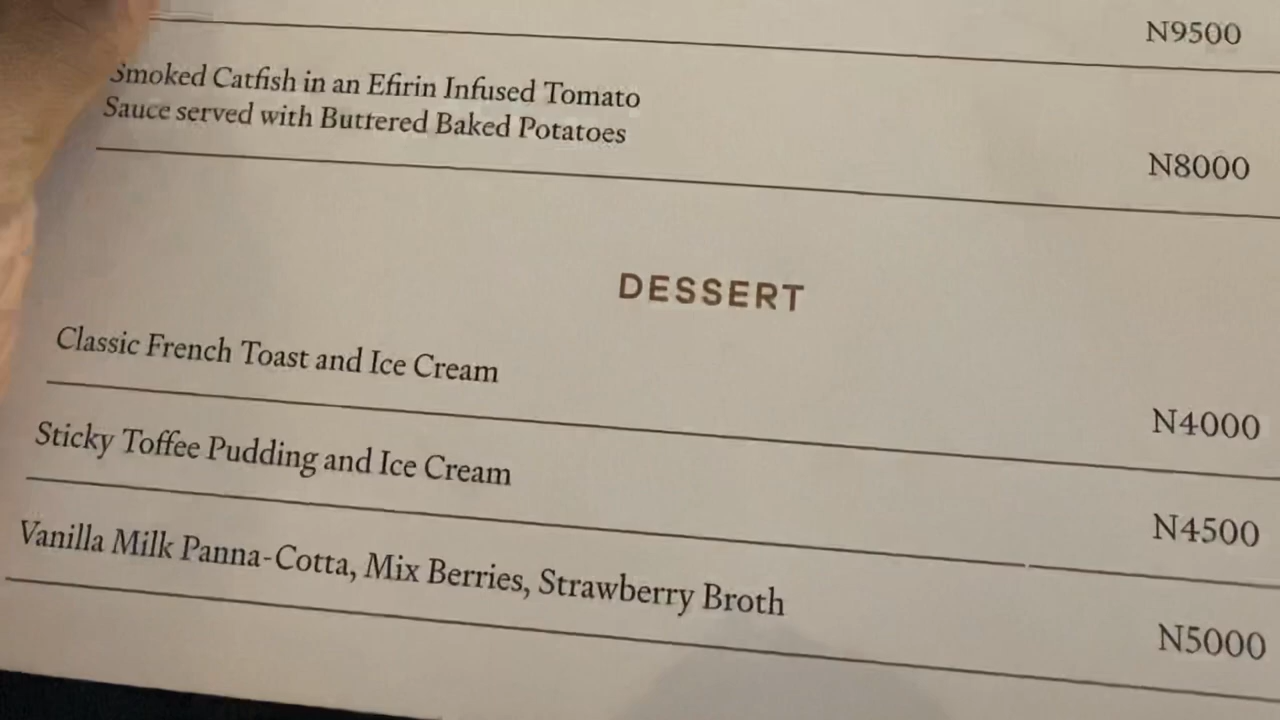 N9500
Smoked Catfish in an Efirin Infused Tomato
Sauce served with Buttered Baked Potatoes
N8000
DESSERT
Classic French Toast and Ice Cream
N4000
Sticky Toffee Pudding and Ice Cream
N4500
Vanilla Milk Panna-Cotta, Mix Berries, Strawberry Broth
N5000